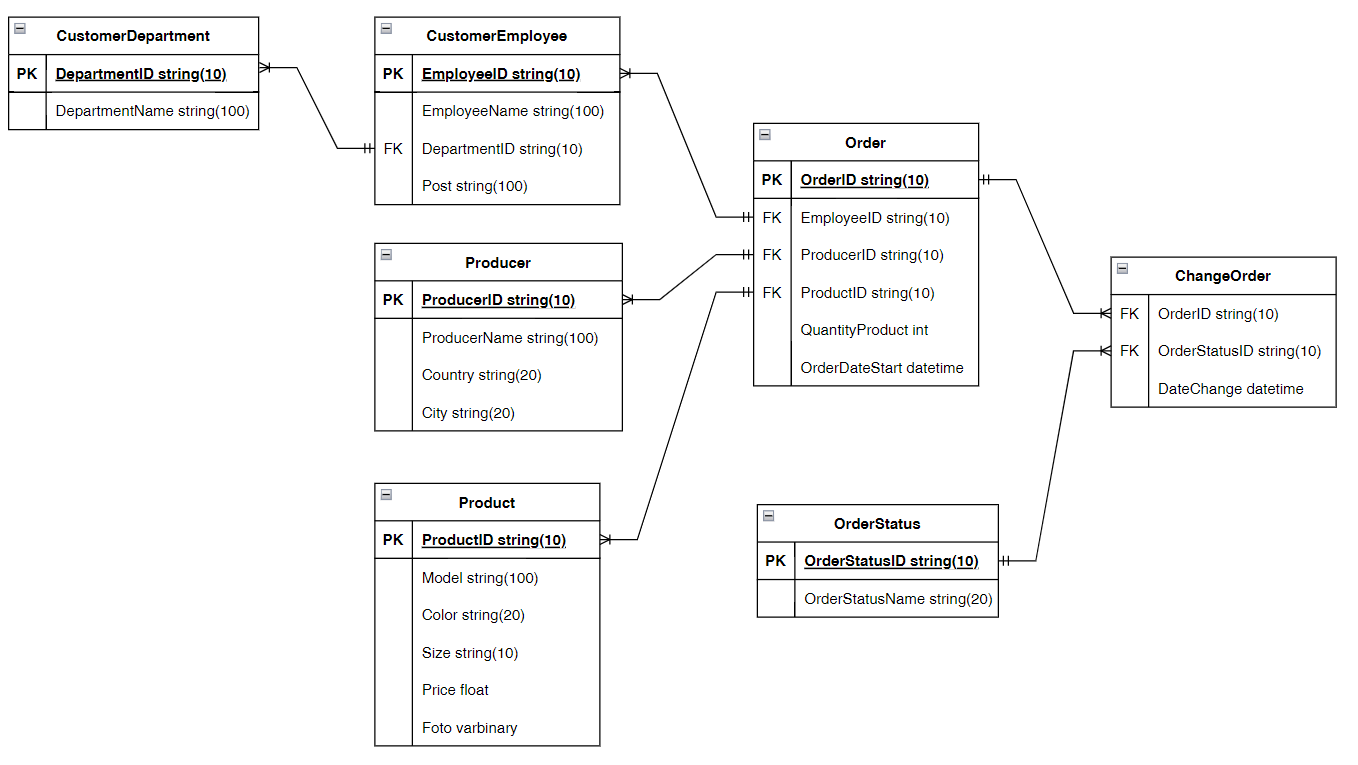 CustomerDepartment
PK DepartmentID string(10)
DepartmentName string(100)
CustomerEmployee
PK EmployeeID string(10)
EmployeeName string(100)
FK DepartmentID string(10)
Post string(100)
Producer
PK ProducerID string(10)
ProducerName string(100)
Country string(20)
City string(20)
Product
PK ProductID string(10)
Model string(100)
Color string(20)
Size string(10)
Price float
Foto varbinary
Order
PK OrderID string(10)
FK EmployeeID string(10)
FK ProducerID string(10)
FK ProductID string(10)
QuantityProduct int
OrderDateStart datetime
OrderStatus
PK OrderStatusID string(10)
OrderStatusName string(20)
ChangeOrder
FK OrderID string(10)
FK OrderStatusID string(10)
DateChange datetime